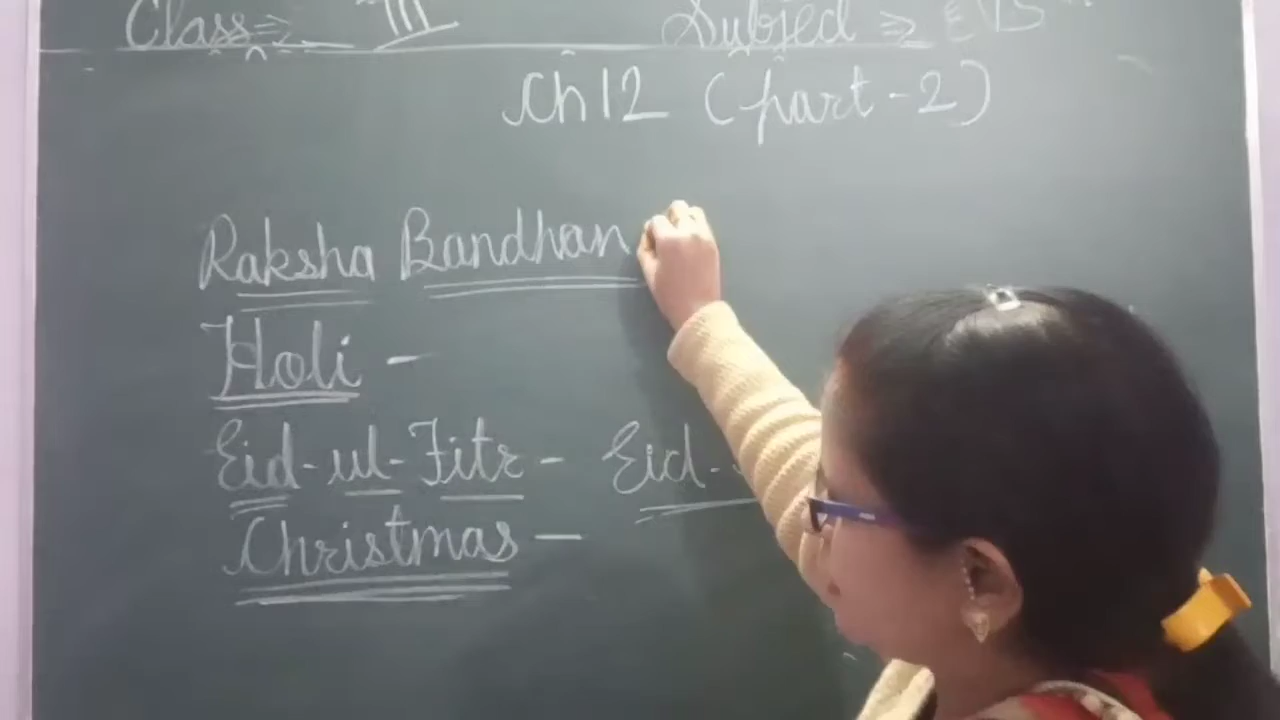 Class ⇒ III Subject ⇒ EVS
Ch 12 (part-2)
Raksha Bandhan
Holi -
Eid-ul-Fitr - Eid-
Christmas -